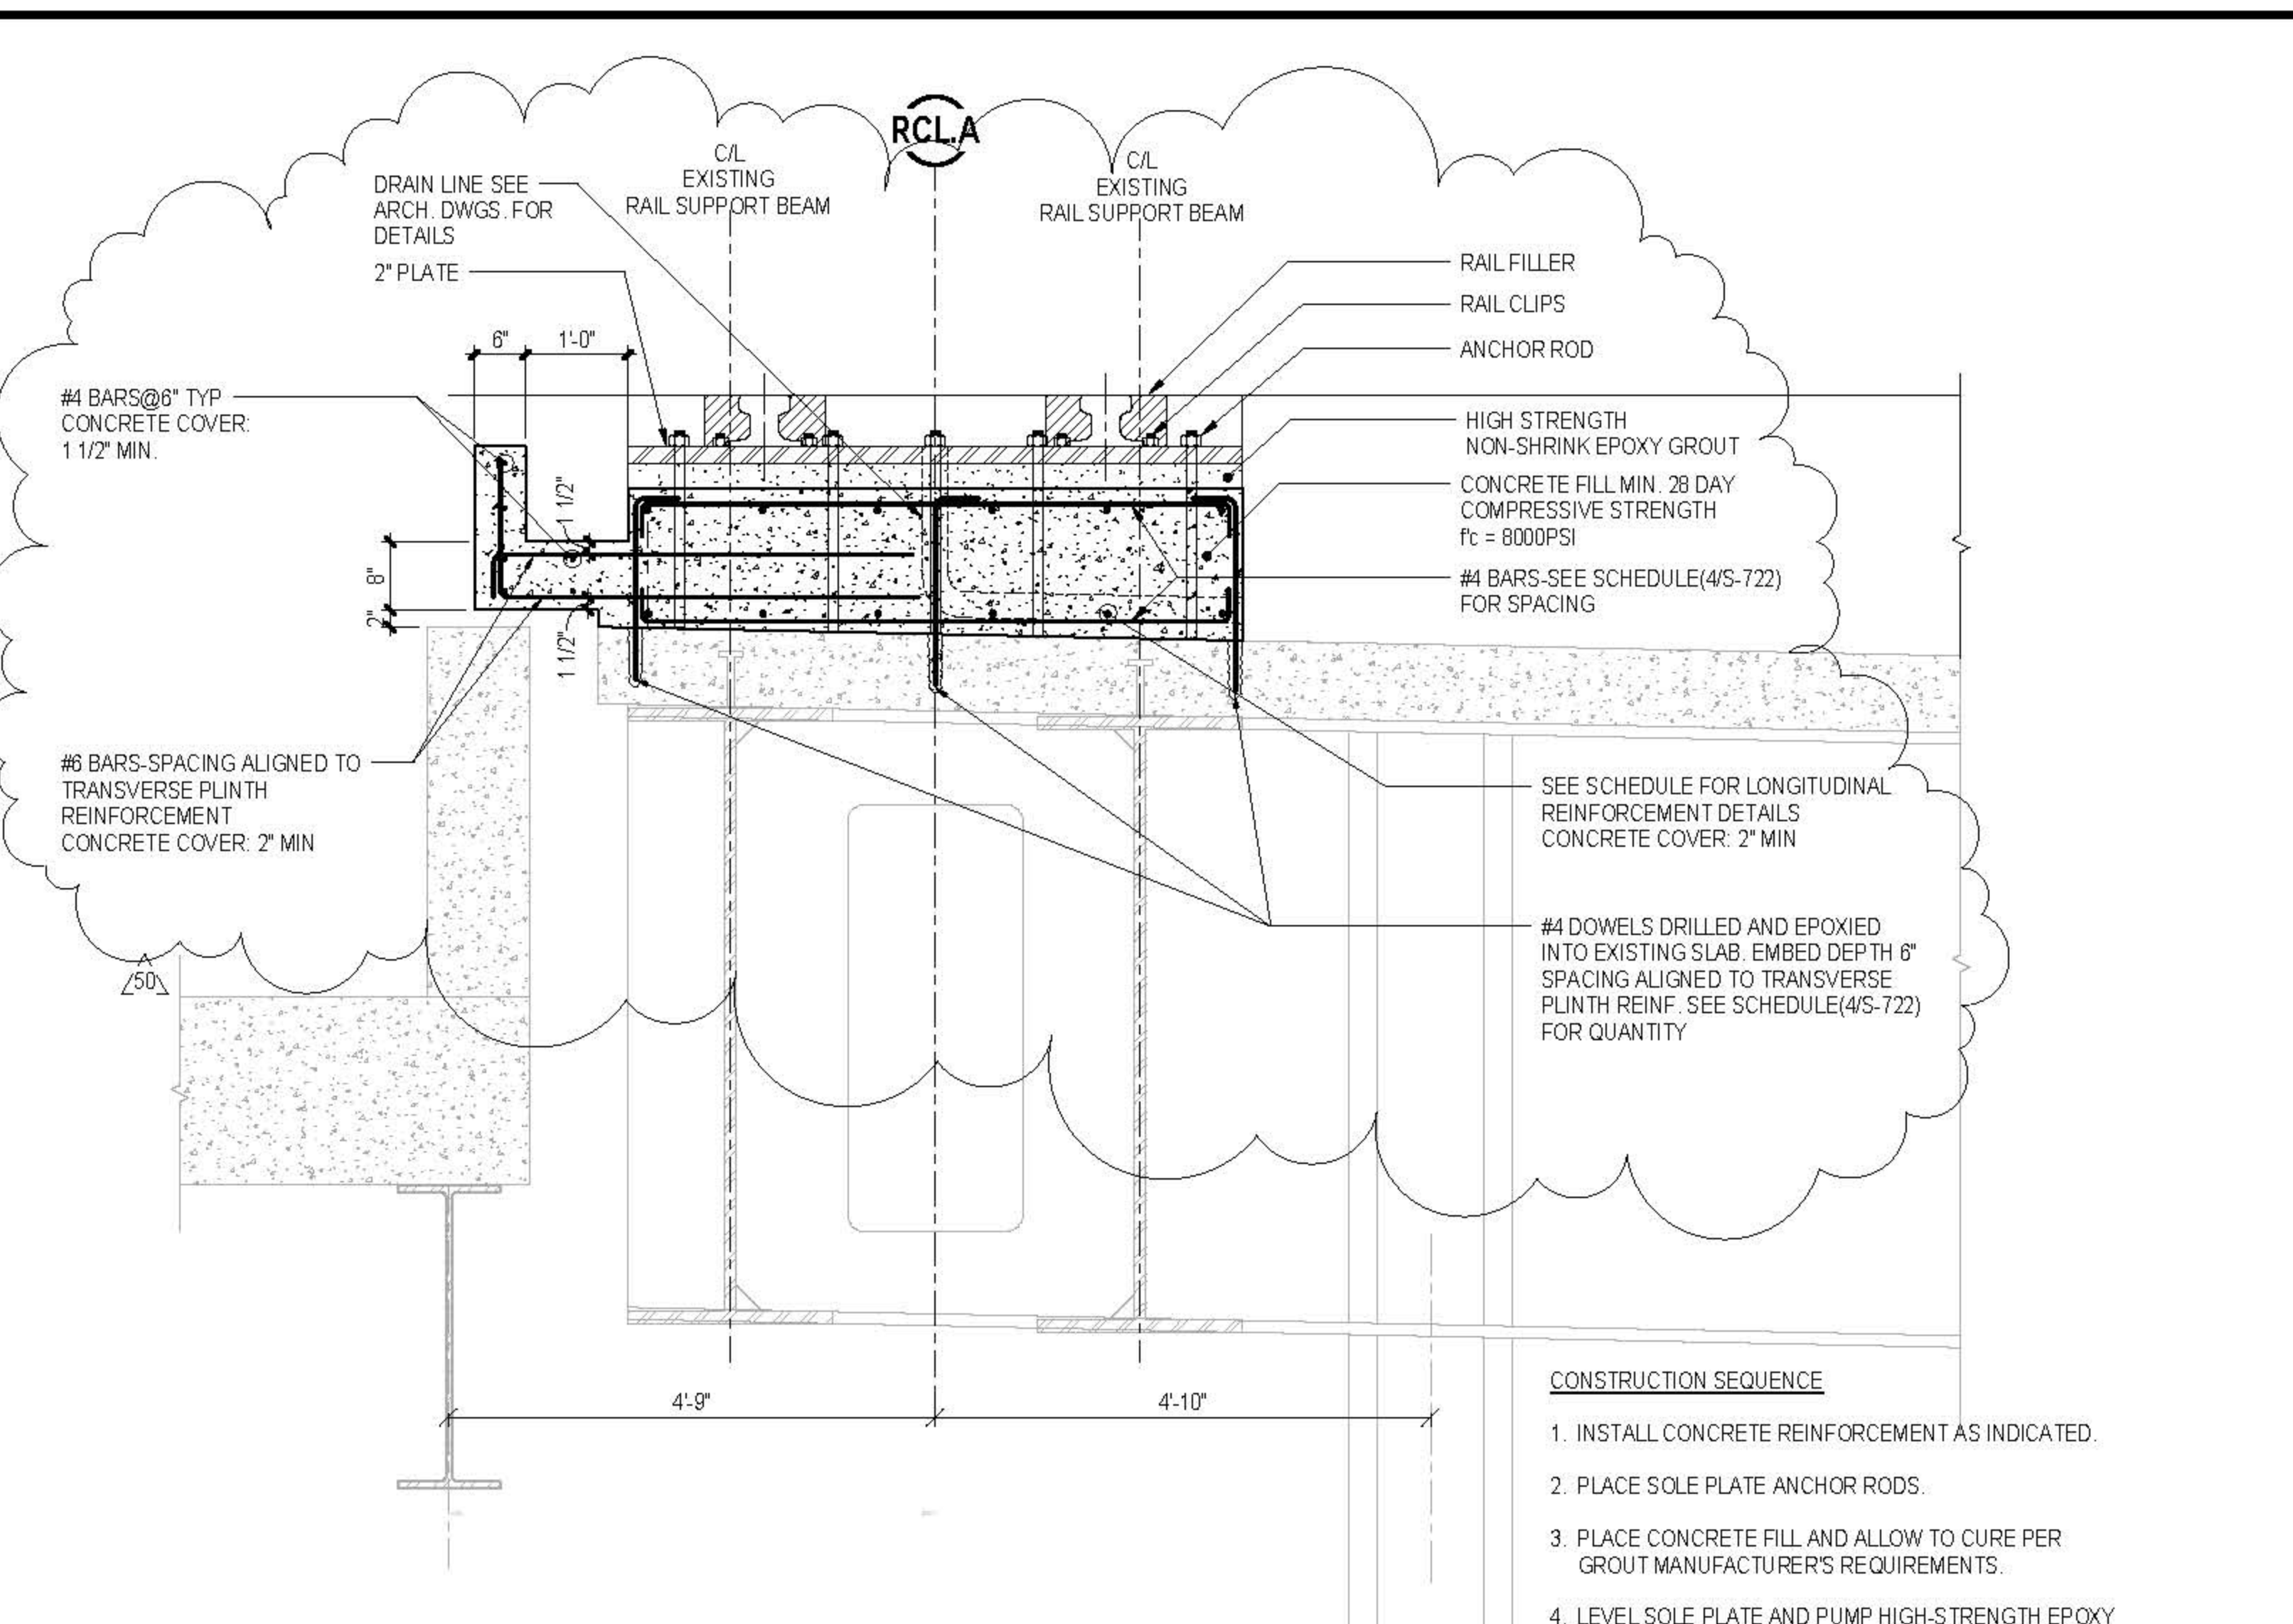 RCL.A
C/L
EXISTING
RAIL SUPPORT BEAM
C/L
EXISTING
RAIL SUPPORT BEAM
DRAIN LINE SEE
ARCH. DWGS. FOR
DETAILS
2" PLATE
6"
1'-0"
#4 BARS@6" TYP
CONCRETE COVER:
1 1/2" MIN.
1 1/2"
8"
2"
1 1/2"
#6 BARS-SPACING ALIGNED TO
TRANSVERSE PLINTH
REINFORCEMENT
CONCRETE COVER: 2" MIN
50
RAIL FILLER
RAIL CLIPS
ANCHOR ROD
HIGH STRENGTH
NON-SHRINK EPOXY GROUT
CONCRETE FILL MIN. 28 DAY
COMPRESSIVE STRENGTH
f'c = 8000PSI
#4 BARS-SEE SCHEDULE(4/S-722)
FOR SPACING
SEE SCHEDULE FOR LONGITUDINAL
REINFORCEMENT DETAILS
CONCRETE COVER: 2" MIN
#4 DOWELS DRILLED AND EPOXIED
INTO EXISTING SLAB. EMBED DEPTH 6"
SPACING ALIGNED TO TRANSVERSE
PLINTH REINF. SEE SCHEDULE(4/S-722)
FOR QUANTITY
4'-9"
4'-10"
CONSTRUCTION SEQUENCE
1. INSTALL CONCRETE REINFORCEMENT AS INDICATED.
2. PLACE SOLE PLATE ANCHOR RODS.
3. PLACE CONCRETE FILL AND ALLOW TO CURE PER
GROUT MANUFACTURER'S REQUIREMENTS.
4. LEVEL SOLE PLATE AND PUMP HIGH-STRENGTH EPOXY